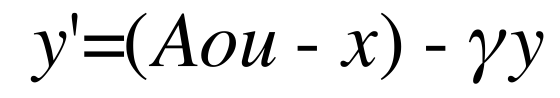 y'=(Aou - x) - γy